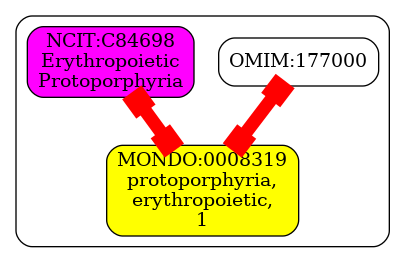 NCIT:C84698
Erythropoietic
Protoporphyria
OMIM:177000
MONDO:0008319
protoporphyria,
erythropoietic,
1